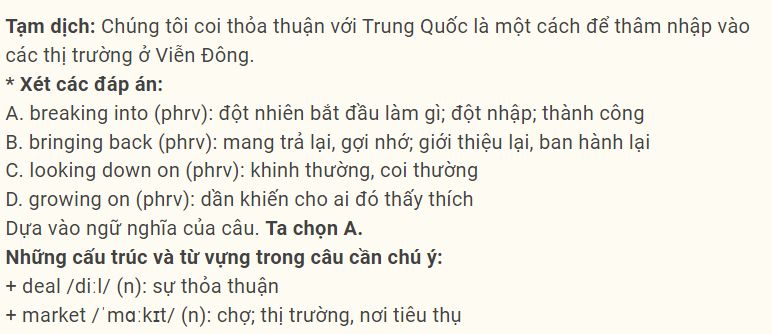 Tạm dịch: Chúng tôi coi thỏa thuận với Trung Quốc là một cách để thâm nhập vào
các thị trường ở Viễn Đông.
* Xét các đáp án:
A. breaking into (phrv): đột nhiên bắt đầu làm gì; đột nhập; thành công
B. bringing back (phrv): mang trả lại, gợi nhớ; giới thiệu lại, ban hành lại
C. looking down on (phrv): khinh thường, coi thường
D. growing on (phrv): dần khiến cho ai đó thấy thích
Dựa vào ngữ nghĩa của câu. Ta chọn A.
Những cấu trúc và từ vựng trong câu cần chú ý:
+ deal /diːl/ (n): sự thỏa thuận
+ market /ˈmɑːkɪt/ (n): chợ; thị trường, nơi tiêu thụ